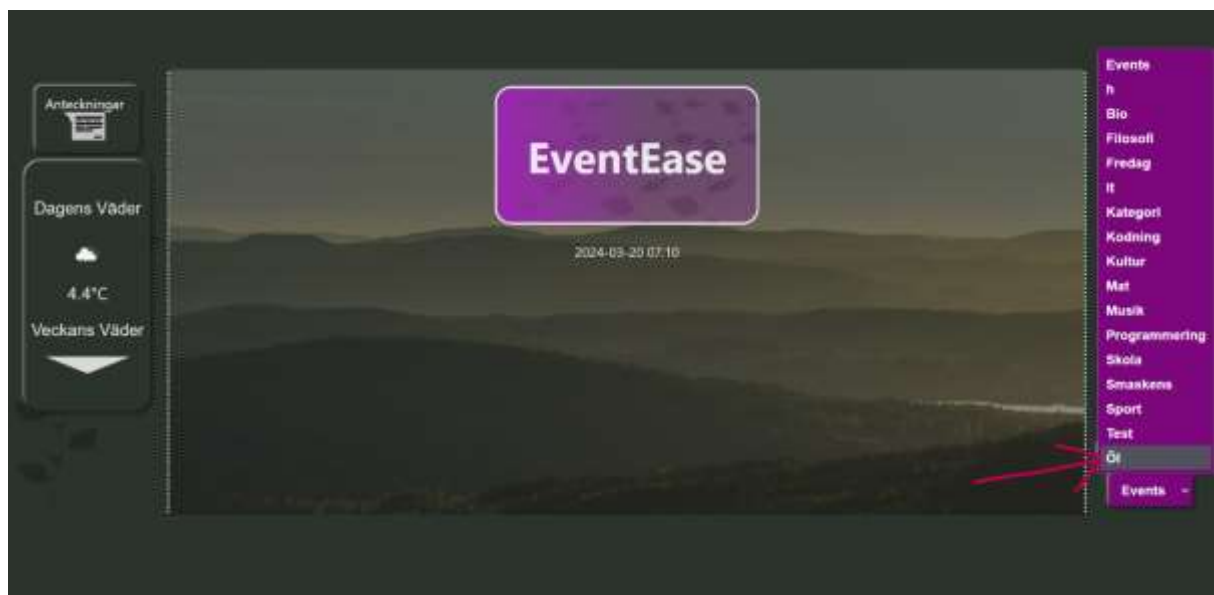 Anteckningar
Dagens Väder
4.4°C
Veckans Väder
EventEase
2024-03-20 07:10
Events
h
Bio
Filosofi
Fredag
It
Kategori
Kodning
Kultur
Mat
Musik
Programmering
Skola
Smaskens
Sport
Test
Öl
Events